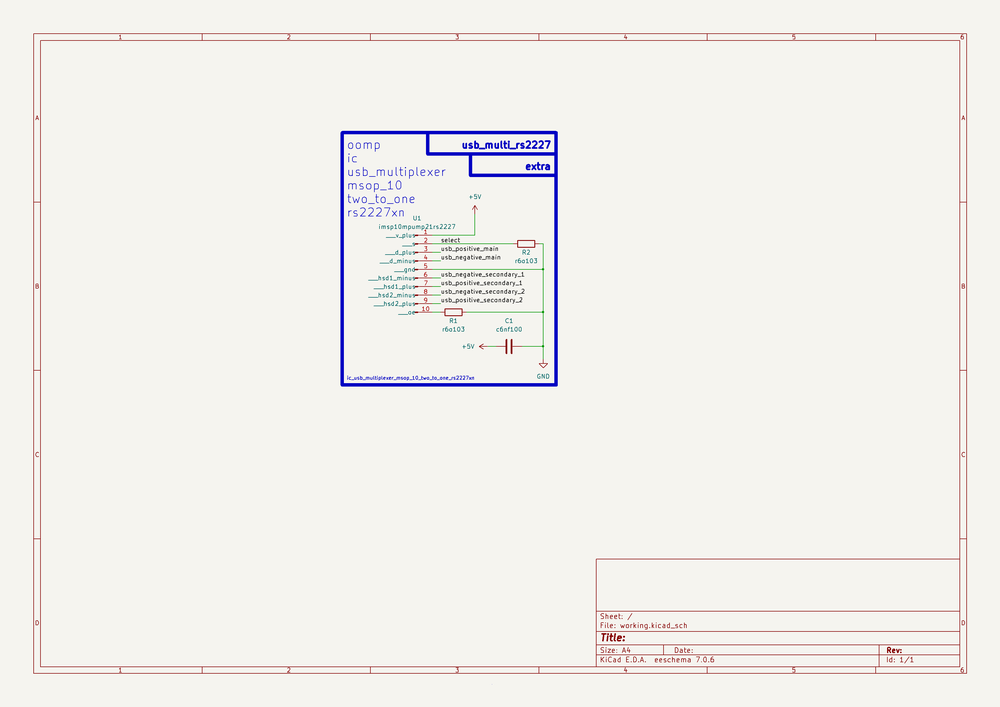 1 2 3 4 5 6
A A
oomp
usb_multi_rs2227
ic
extra
usb_multiplexer
msop_10
two_to_one
rs2227xn
+5V
U1
imsp10mpump21rs2227
__v_plus 1
__s 2 select
__d_plus 3 usb_positive_main
__d_minus 4 usb_negative_main
__gnd 5
__hsd1_minus 6 usb_negative_secondary_1
__hsd1_plus 7 usb_positive_secondary_1
__hsd2_minus 8 usb_negative_secondary_2
__hsd2_plus 9 usb_positive_secondary_2
__oe 10
R2
r6o103
B B
R1
r6o103
C1
c6nf100
+5V
GND
ic_usb_multiplexer_msop_10_two_to_one_rs2227xn
C C
D D
Sheet: /
File: working.kicad_sch
Title:
Size: A4 Date: Rev:
KiCad E.D.A. eeschema 7.0.6 Id: 1/1
1 2 3 4 5 6